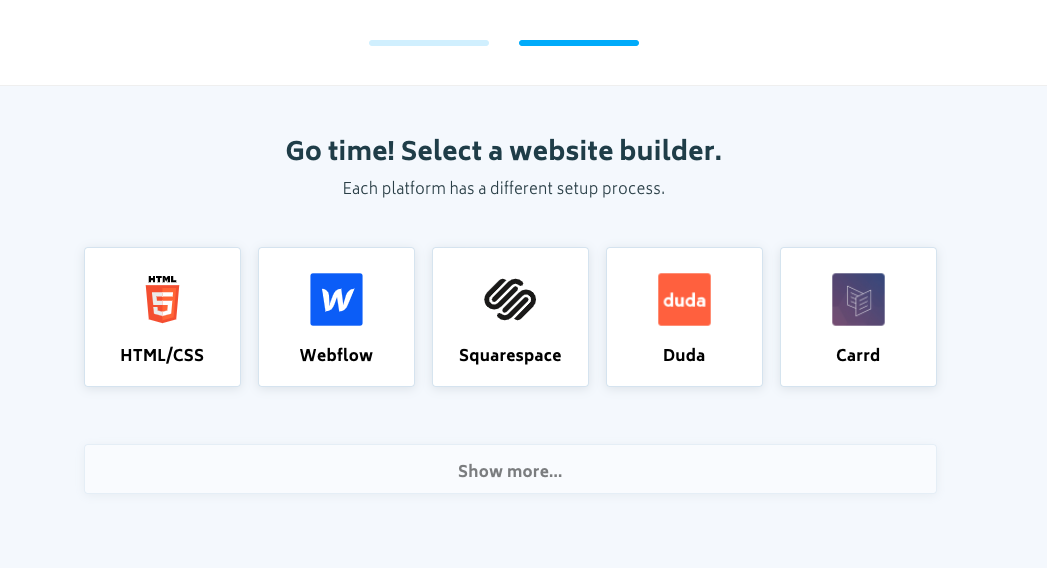 Go time! Select a website builder.
Each platform has a different setup process.
HTML
5
HTML/CSS
W
Webflow
Squarespace
duda
Duda
Carrd
Show more...